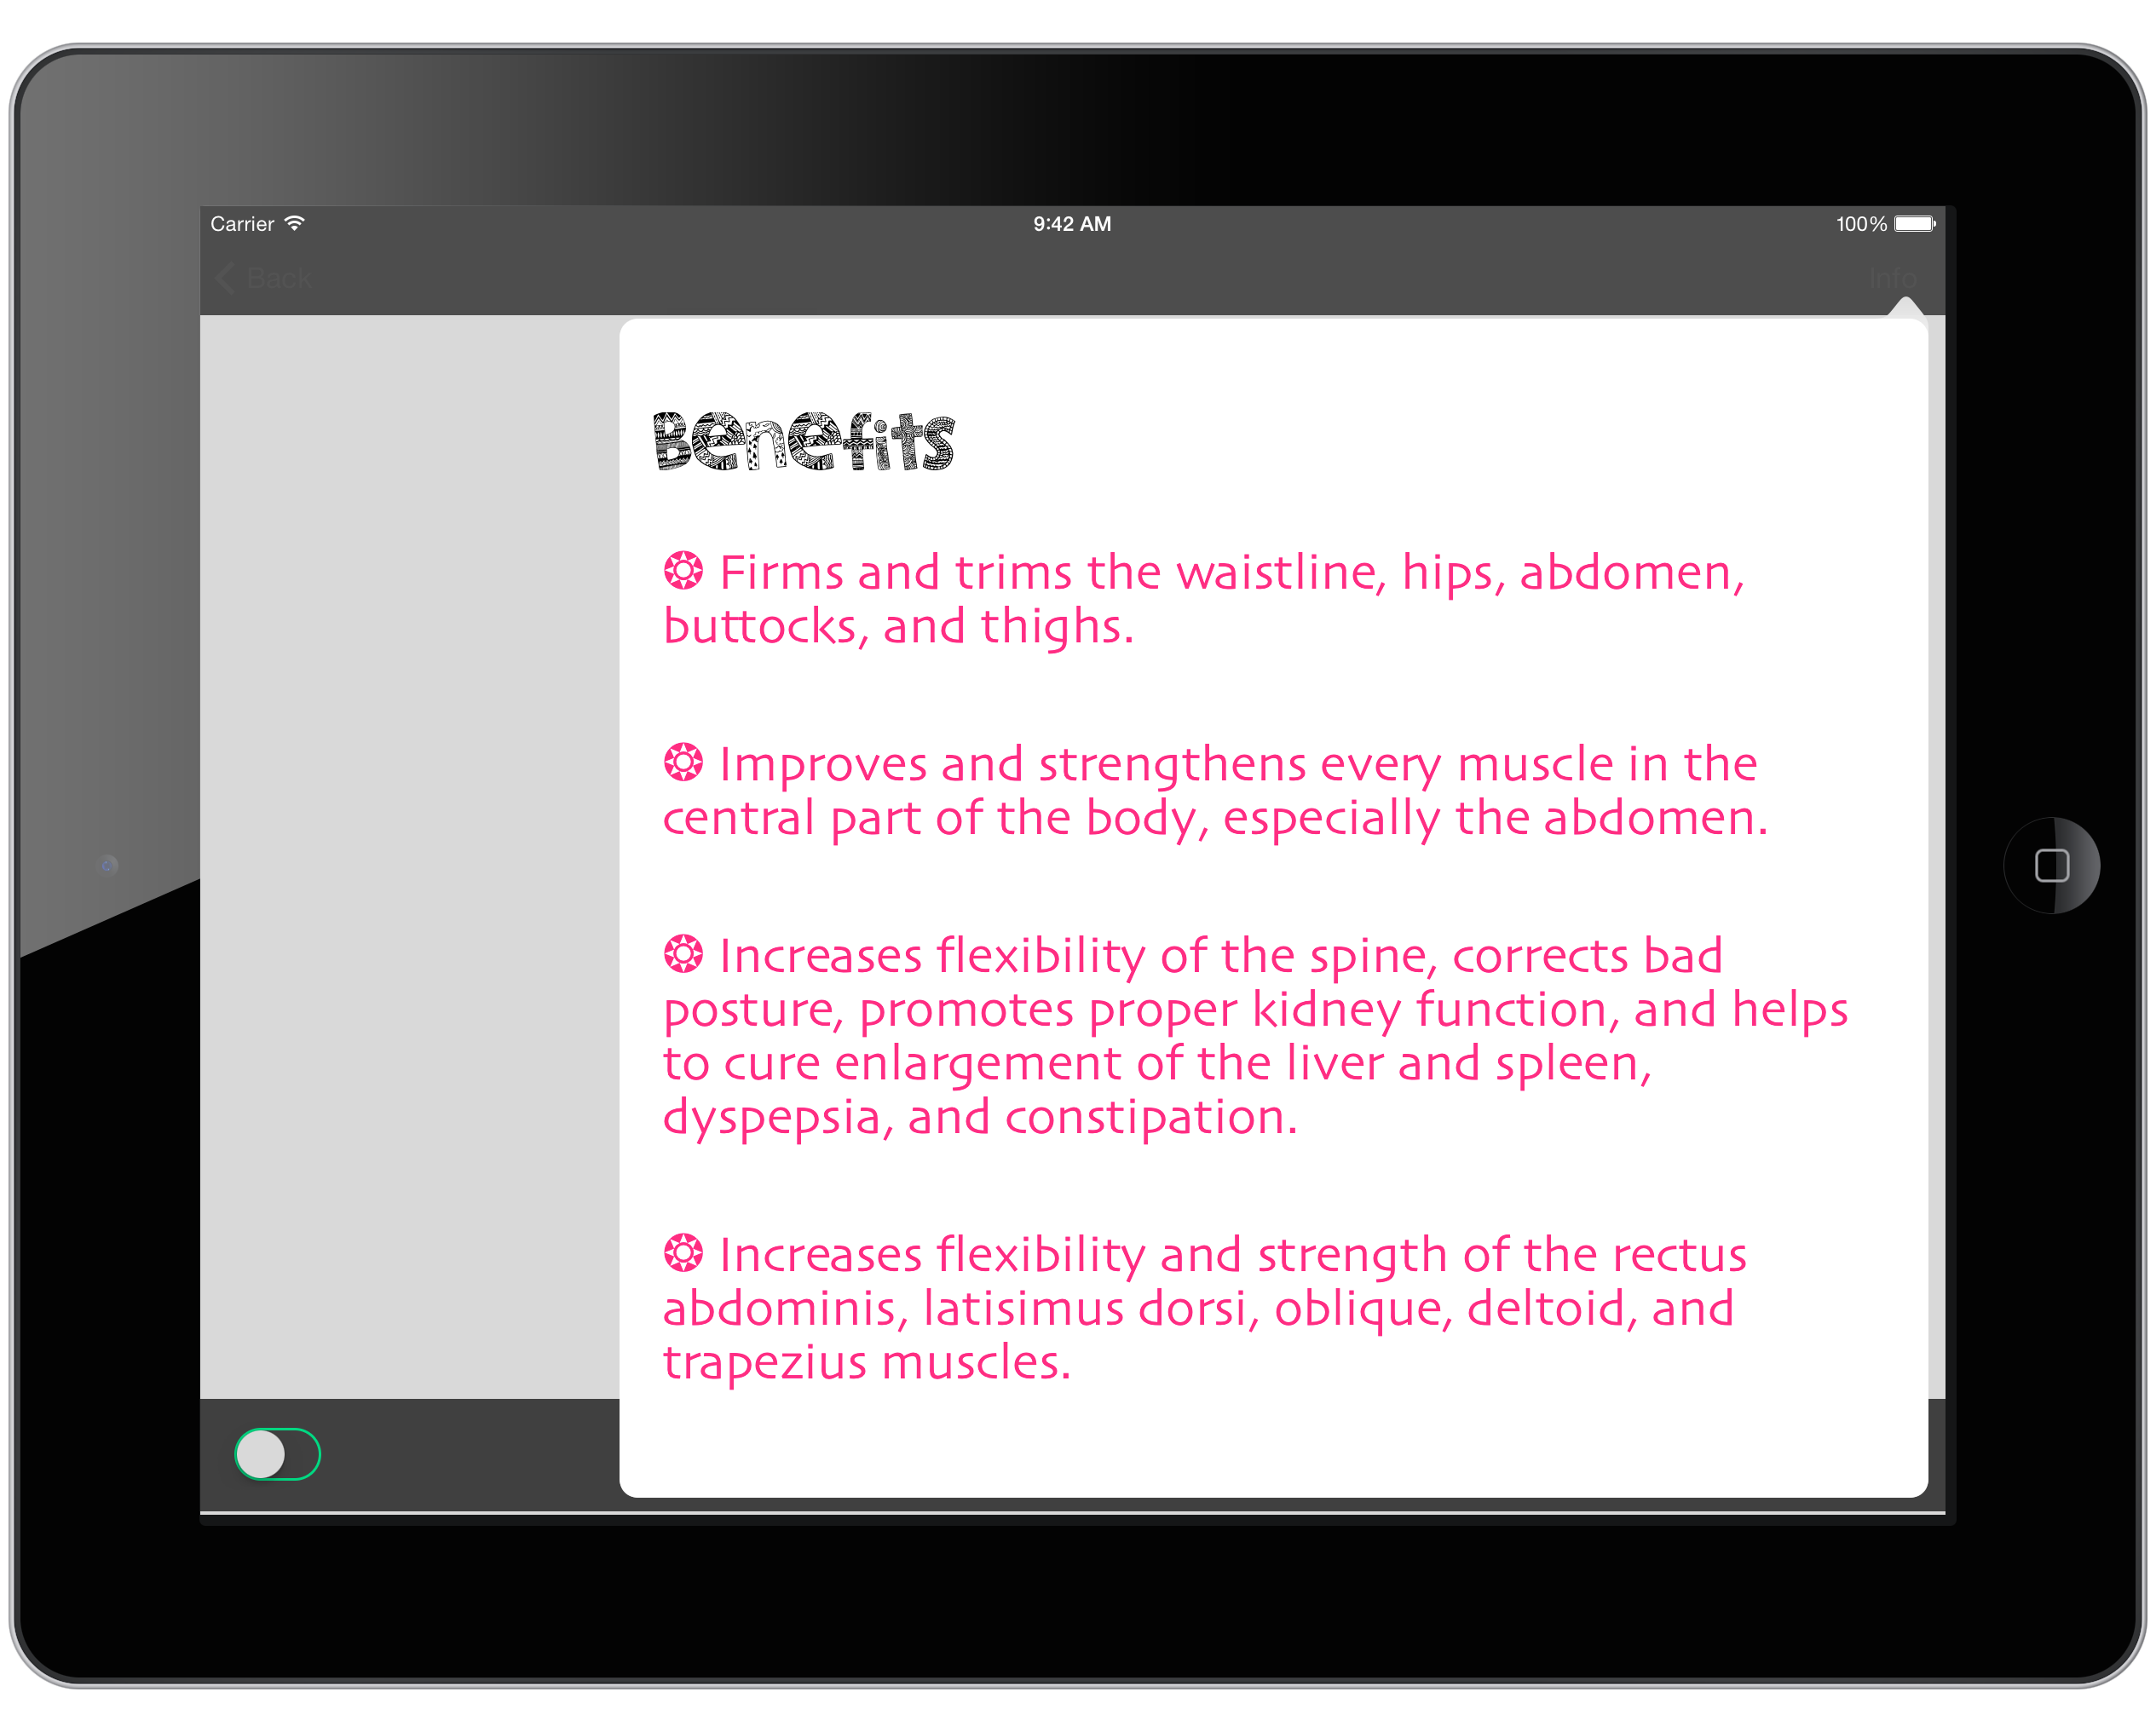 Carrier 9:42 AM 100%
Back Info
Benefits
❂ Firms and trims the waistline, hips, abdomen,
buttocks, and thighs.
❂ Improves and strengthens every muscle in the
central part of the body, especially the abdomen.
❂ Increases flexibility of the spine, corrects bad
posture, promotes proper kidney function, and helps
to cure enlargement of the liver and spleen,
dyspepsia, and constipation.
❂ Increases flexibility and strength of the rectus
abdominis, latisimus dorsi, oblique, deltoid, and
trapezius muscles.